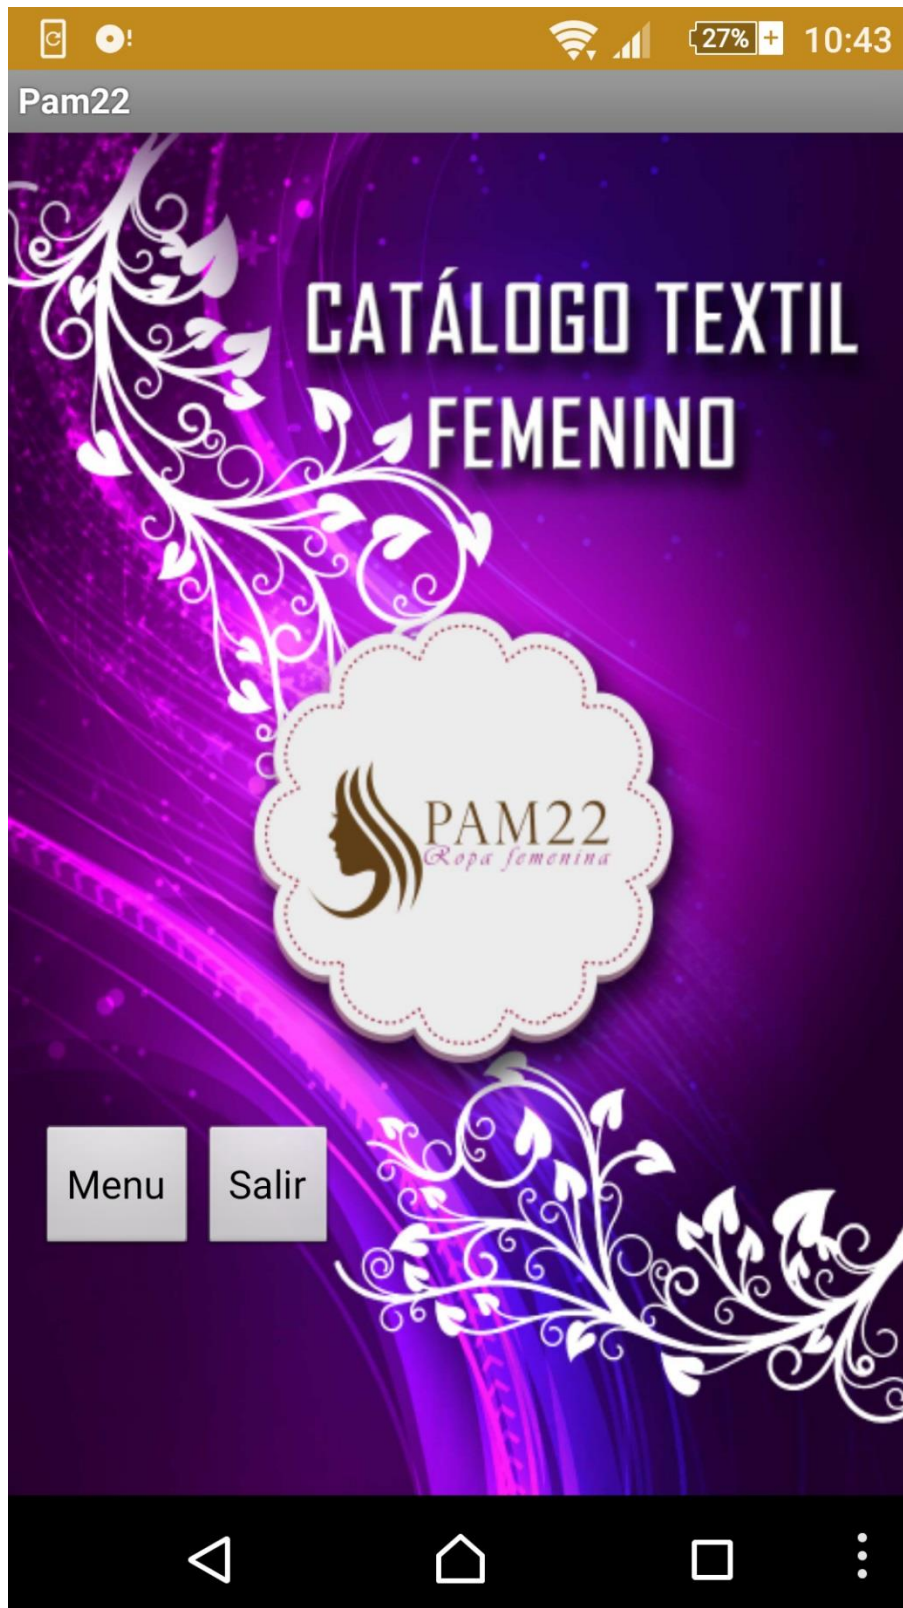 27% 10:43
Pam22
CATÁLOGO TEXTIL
FEMENINO
PAM22
Ropa femenina
Menu Salir